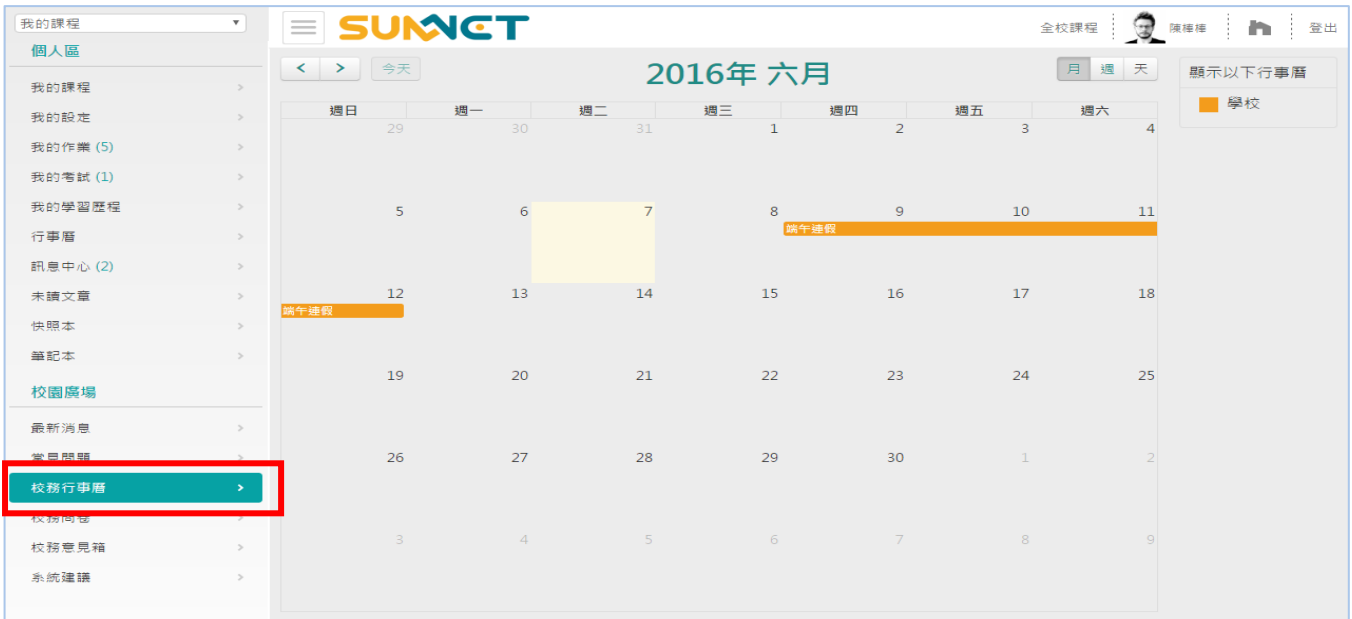 我的課程
個人區
我的課程
我的設定
我的作業 (5)
我的考試 (1)
我的學習歷程
行事曆
訊息中心 (2)
未讀文章
快照本
筆記本
校園廣場
最新消息
常見問題
校務行事曆
校務問卷
校務意見箱
系統建議
SUNNET
全校課程
陳棒棒
登出
今天
2016年 六月
月 週 天
週日 週一 週二 週三 週四 週五 週六
29 30 31 1 2 3 4
5 6 7 8 9 10 11
端午連假
12 13 14 15 16 17 18
端午連假
19 20 21 22 23 24 25
26 27 28 29 30 1 2
3 4 5 6 7 8 9
顯示以下行事曆
學校